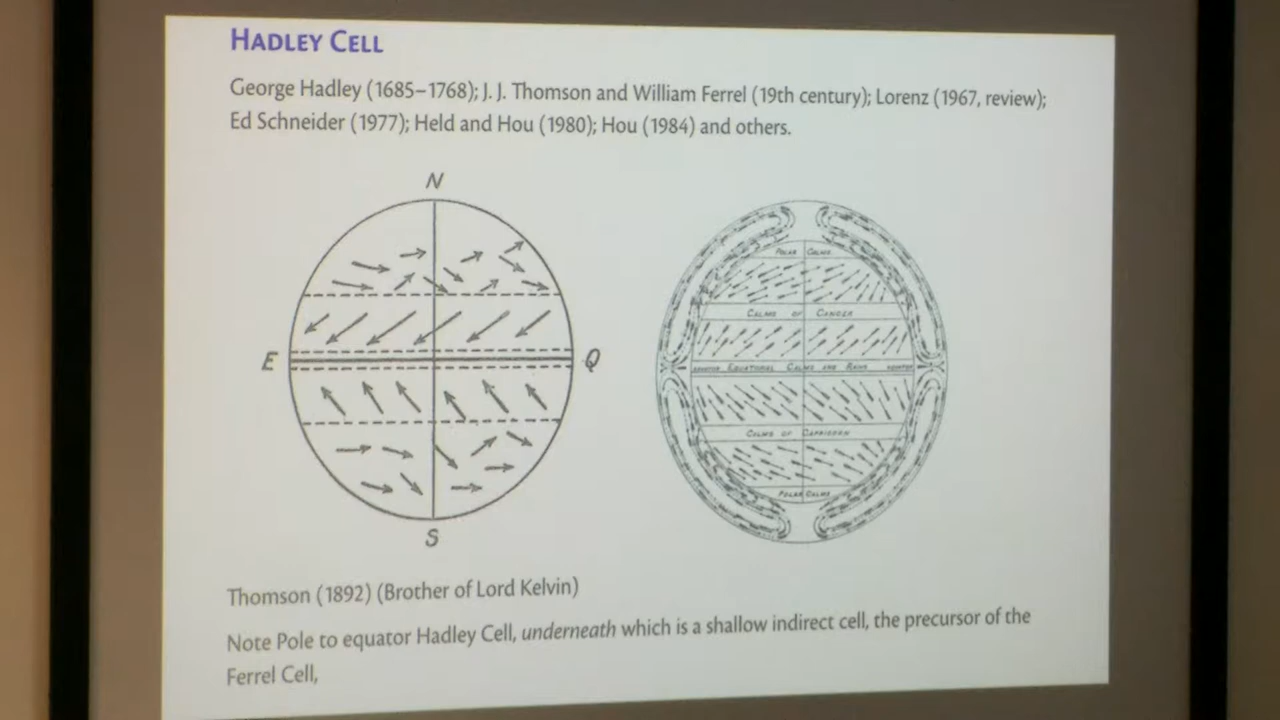 HADLEY CELL
George Hadley (1685–1768); J. J. Thomson and William Ferrel (19th century); Lorenz (1967, review);
Ed Schneider (1977); Held and Hou (1980); Hou (1984) and others.
N
E
Q
S
POLAR CALMS
CALMS OF CANCER
EQUATOR EQUATORIAL CALMS AND RAINS EQUATOR
CALMS OF CAPRICORN
POLAR CALMS
Thomson (1892) (Brother of Lord Kelvin)
Note Pole to equator Hadley Cell, underneath which is a shallow indirect cell, the precursor of the
Ferrel Cell,